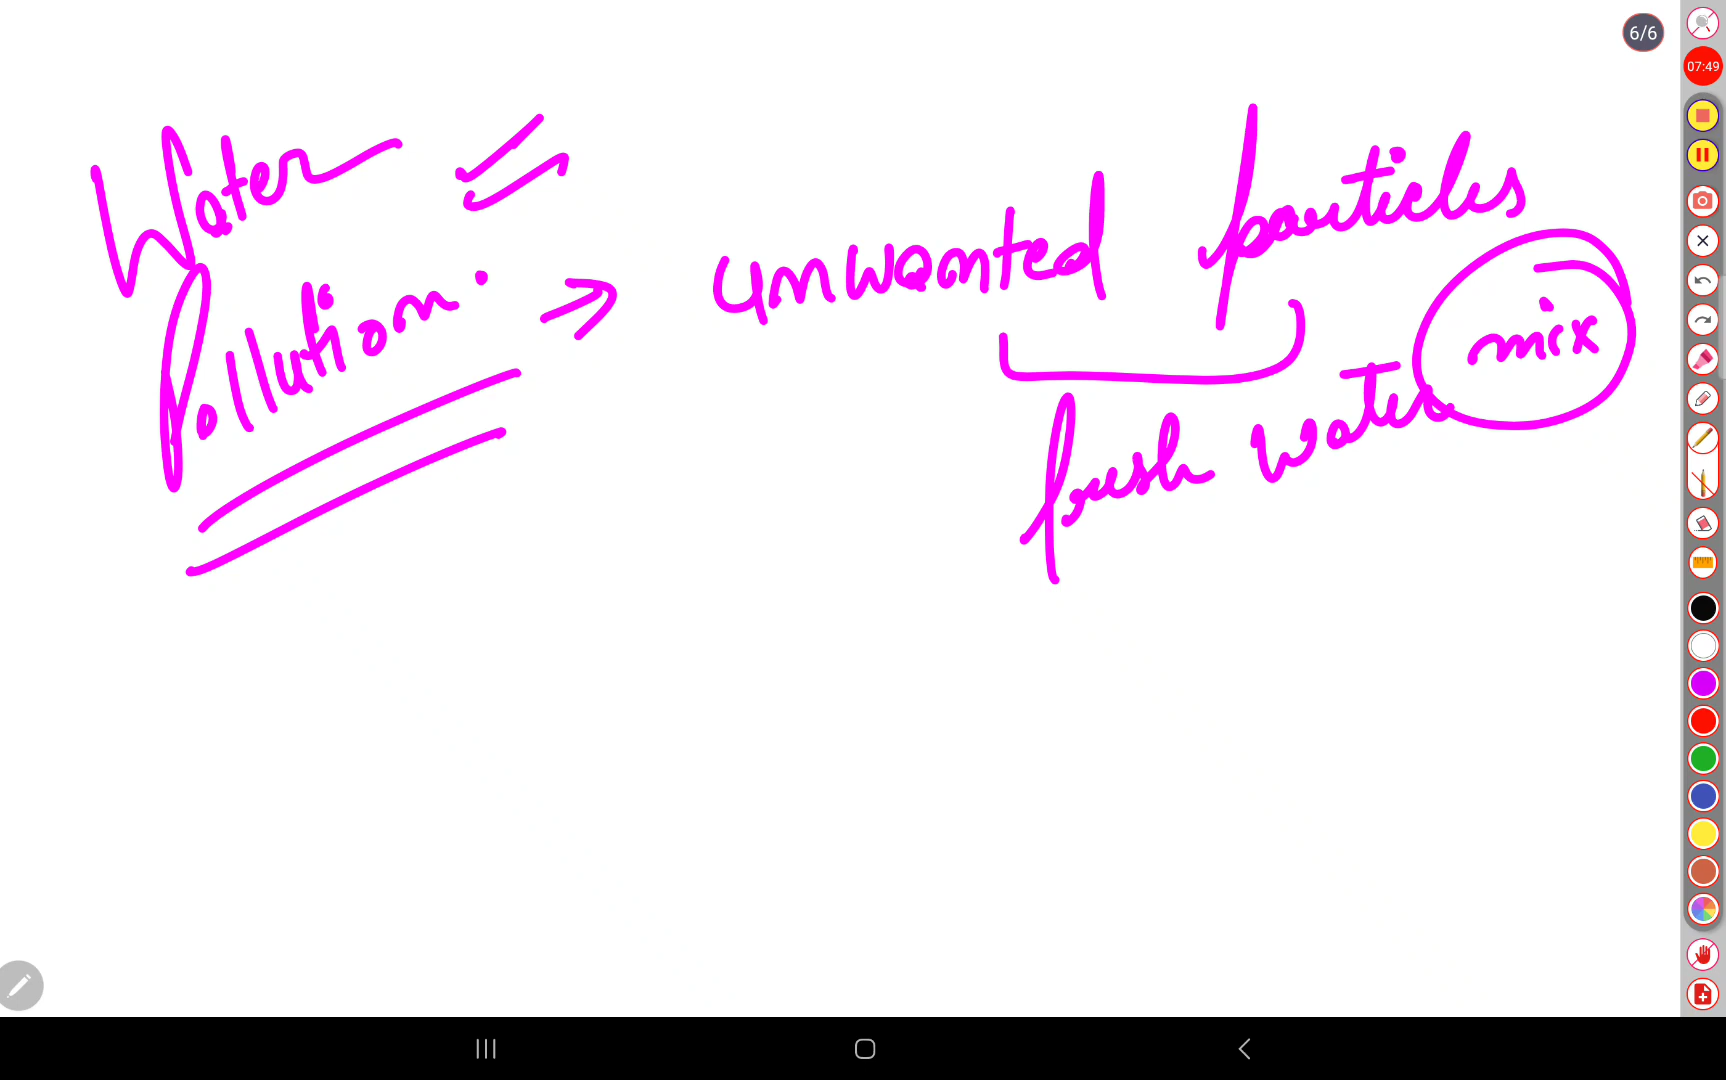 6/6
07:49
Water
Pollution. → unwanted particles
mix
fresh water